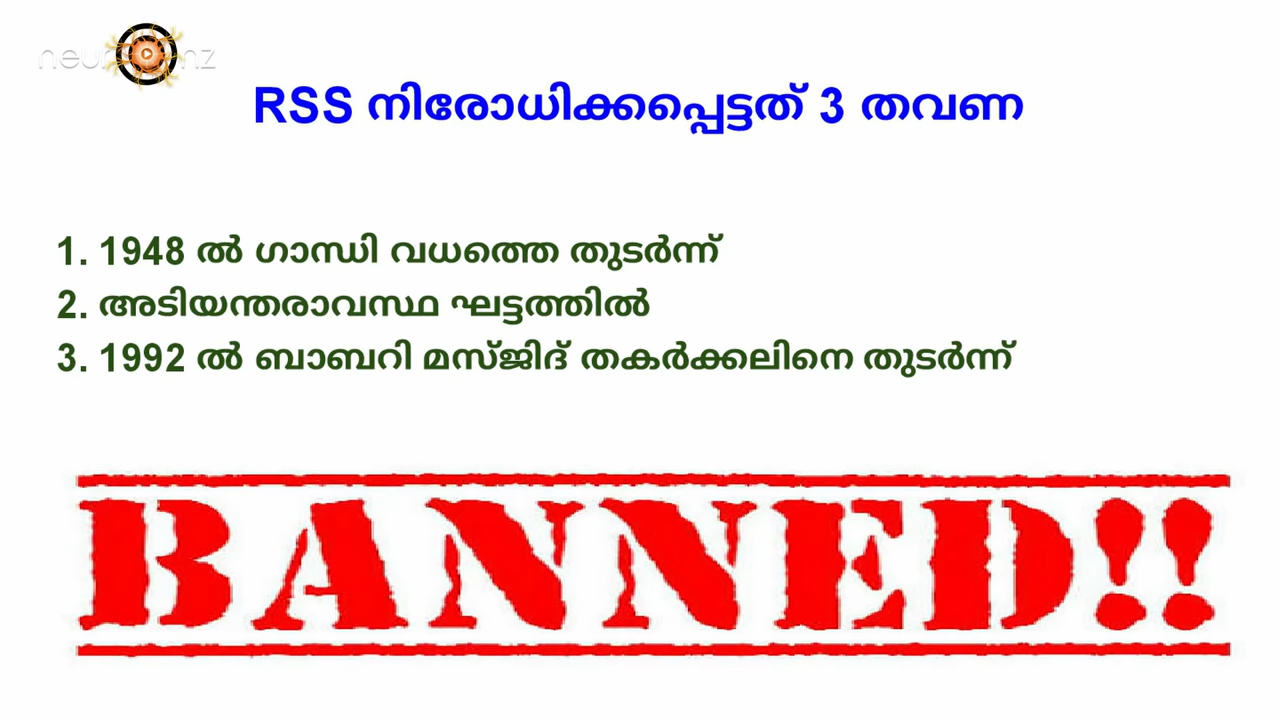 RSS നിരോധിക്കപ്പെട്ടത് 3 തവണ
1. 1948 ൽ ഗാന്ധി വധത്തെ തുടർന്ന്
2. അടിയന്തരാവസ്ഥ ഘട്ടത്തിൽ
3. 1992 ൽ ബാബറി മസ്ജിദ് തകർക്കലിനെ തുടർന്ന്
BANNED!!